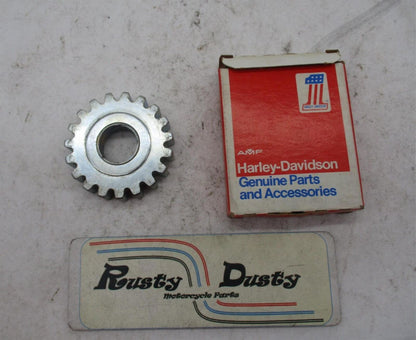 AMF
Harley-Davidson
Genuine Parts
and Accessories
Rusty Dusty
Motorcycle Parts